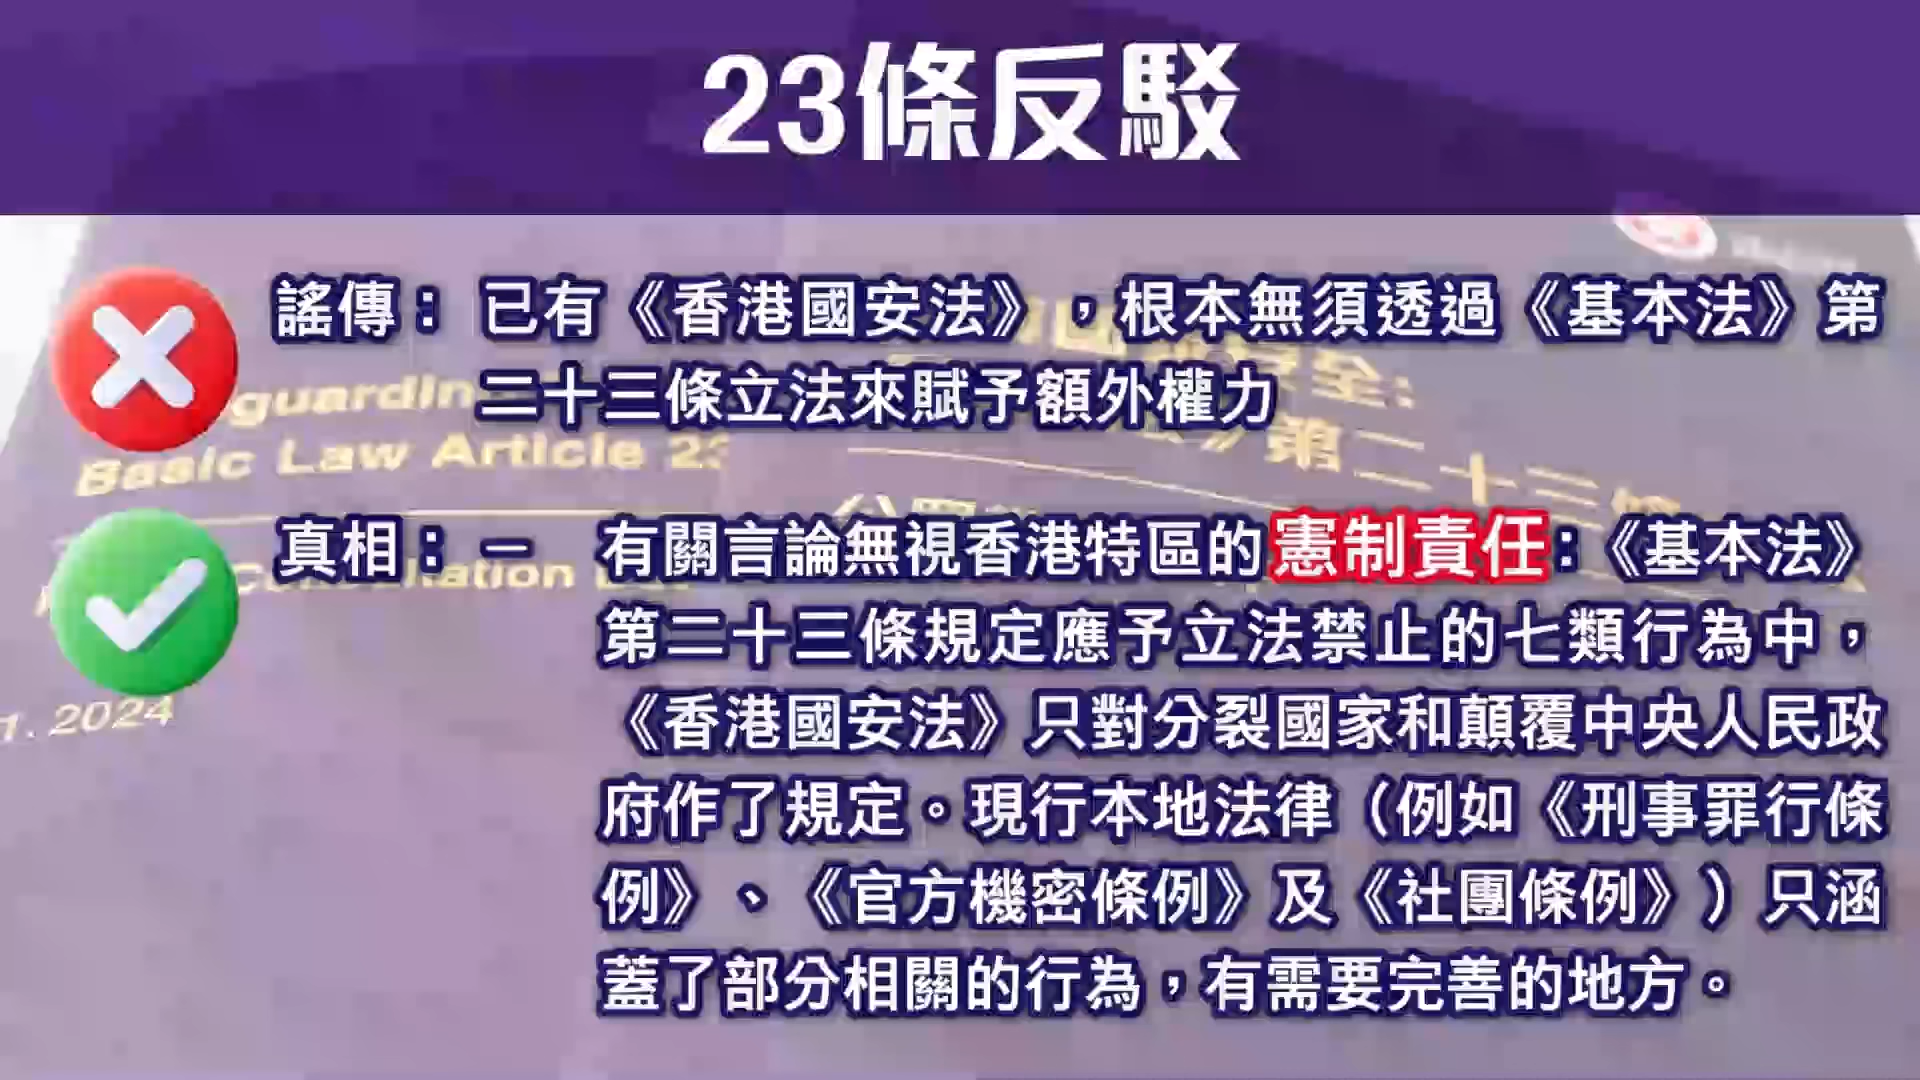 23條反駁
謠傳：已有《香港國安法》，根本無須透過《基本法》第
二十三條立法來賦予額外權力
guardin
Basic Law Article 23
第二十三條
真相：— 有關言論無視香港特區的憲制責任：《基本法》
第二十三條規定應予立法禁止的七類行為中，
《香港國安法》只對分裂國家和顛覆中央人民政
府作了規定。現行本地法律（例如《刑事罪行條
例》、《官方機密條例》及《社團條例》）只涵
蓋了部分相關的行為，有需要完善的地方。
1. 2024